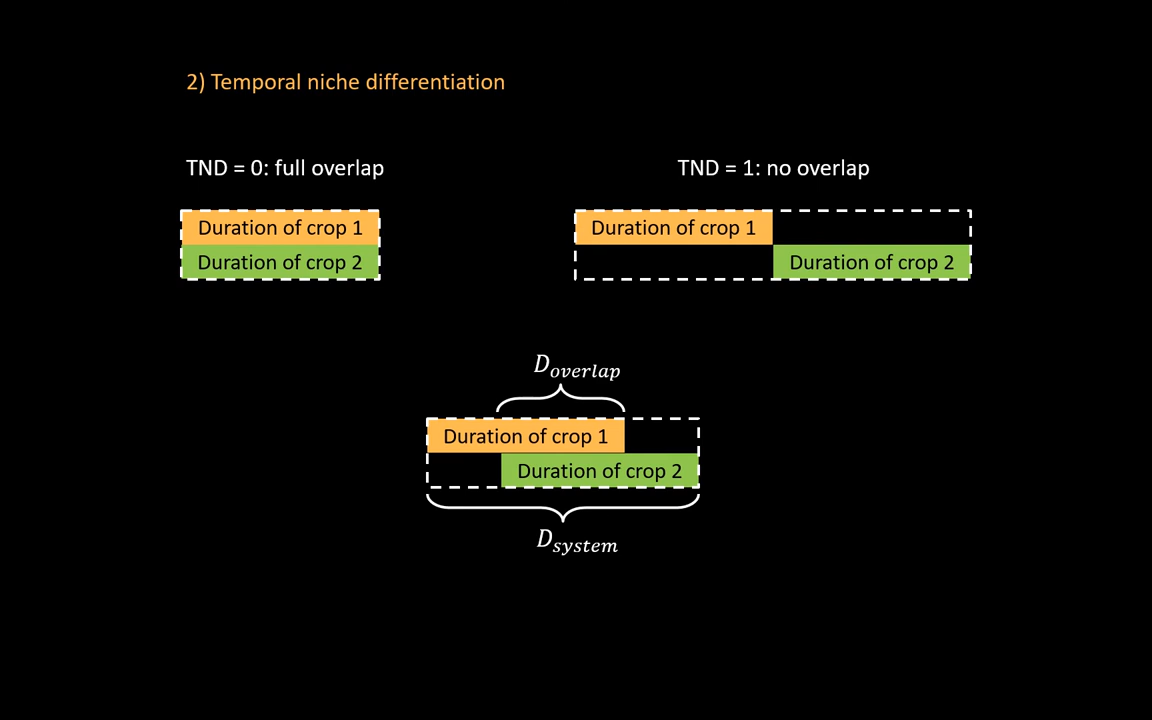 2) Temporal niche differentiation
TND = 0: full overlap
TND = 1: no overlap
Duration of crop 1
Duration of crop 2
Duration of crop 1
Duration of crop 2
D_overlap
Duration of crop 1
Duration of crop 2
D_system